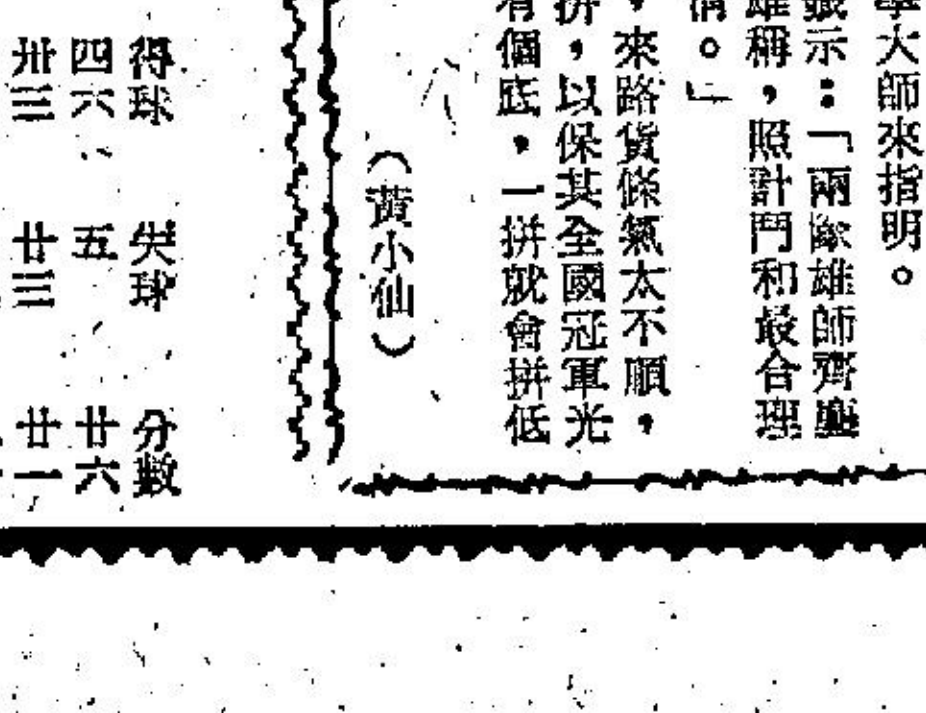 學大師來指明。
籤示：「兩隊雄師齊
雄稱，照計鬥和最合理
。」
，來路貨條氣太不順，
拼，以保其全國冠軍光
有個底，一拼就會拼低
（黃小仙）
得球 失球 分數
四六 五 廿六
卅三 廿三 廿一